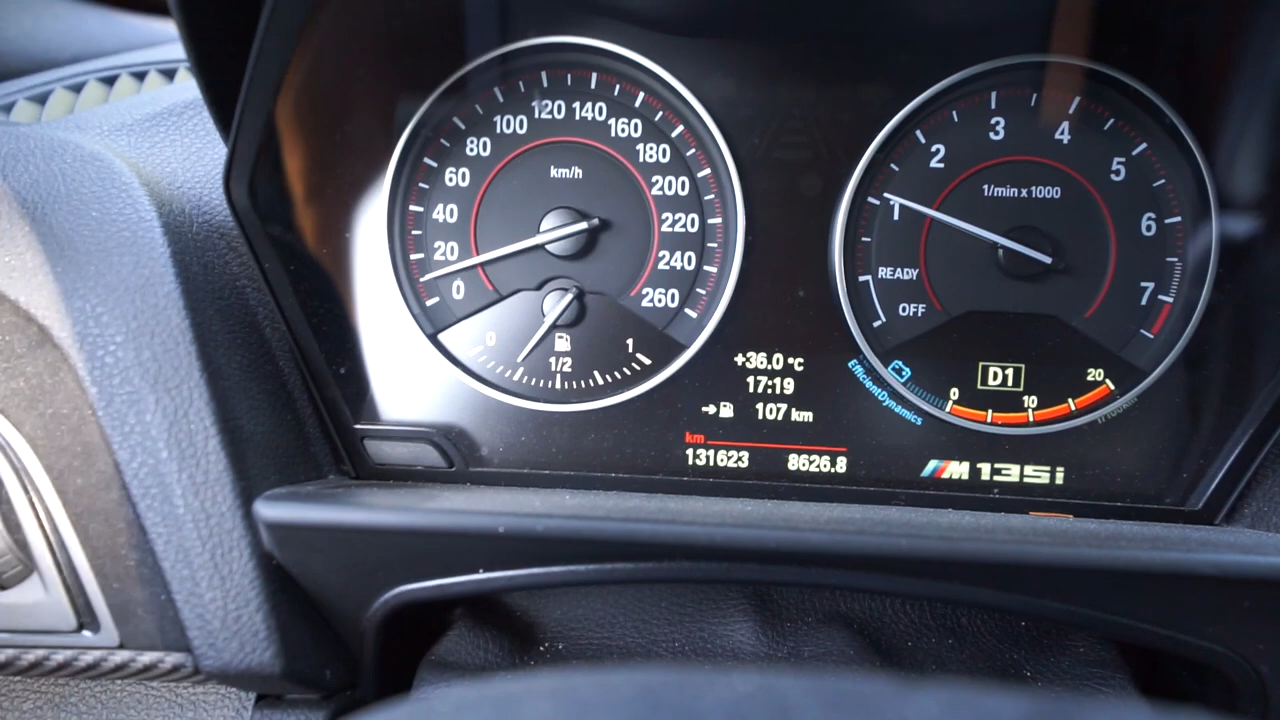 0 20 40 60 80 100 120 140 160 180 200 220 240 260
km/h
0 1/2 1
+36.0 °C
17:19
107 km
km
131623 8626.8
OFF READY 1 2 3 4 5 6 7
1/min x 1000
D1
0 10 20
EfficientDynamics
M135i